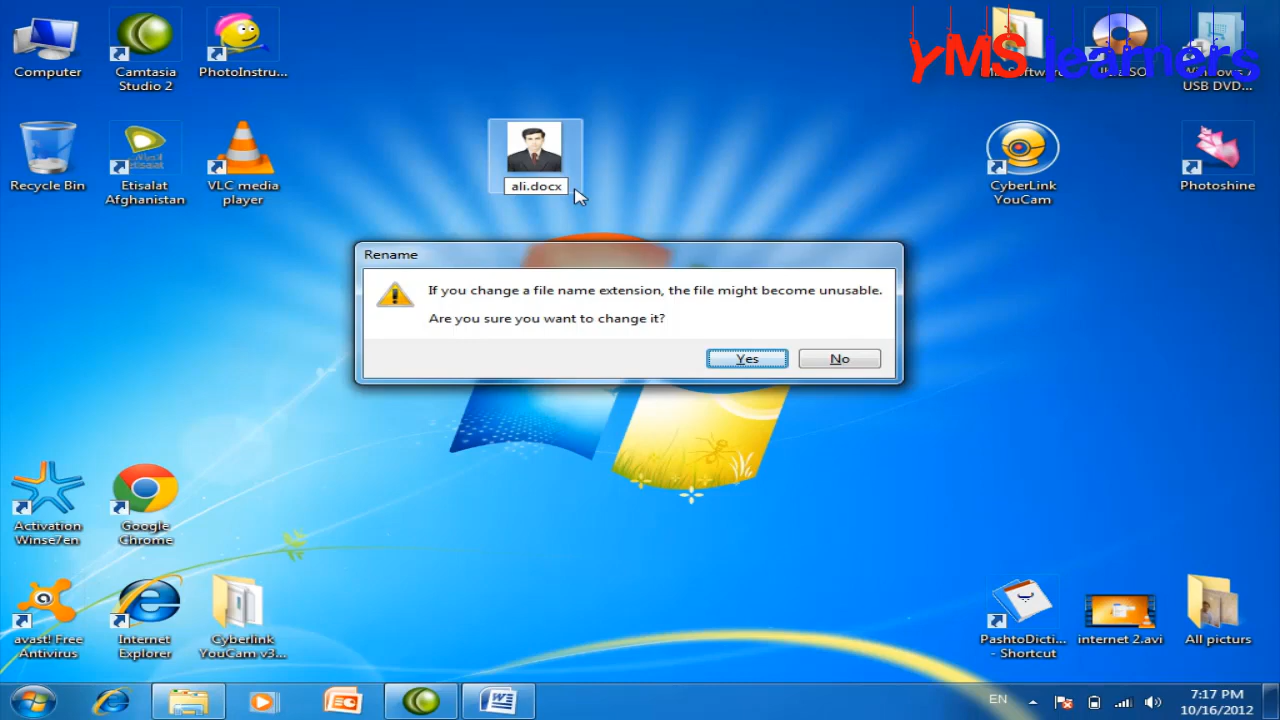 Computer
Camtasia
Studio 2
PhotoInstru...
YMS learners
USB DVD...
Recycle Bin
Etisalat
Afghanistan
VLC media
player
ali.docx
CyberLink
YouCam
Photoshine
Rename
If you change a file name extension, the file might become unusable.
Are you sure you want to change it?
Yes
No
Activation
Winse7en
Google
Chrome
avast! Free
Antivirus
Internet
Explorer
Cyberlink
YouCam v3...
PashtoDicti...
- Shortcut
internet 2.avi
All picturs
EN
7:17 PM
10/16/2012